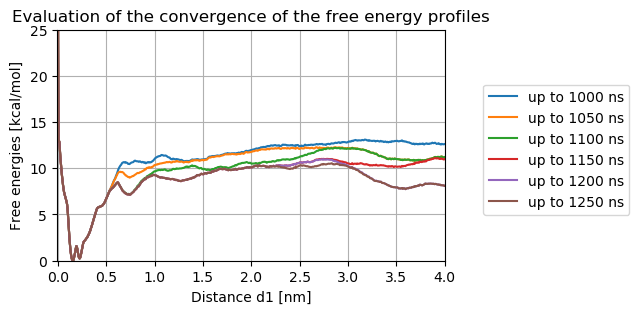 Evaluation of the convergence of the free energy profiles
Free energies [kcal/mol]
25
20
15
10
5
0
0.0 0.5 1.0 1.5 2.0 2.5 3.0 3.5 4.0
Distance d1 [nm]
up to 1000 ns
up to 1050 ns
up to 1100 ns
up to 1150 ns
up to 1200 ns
up to 1250 ns